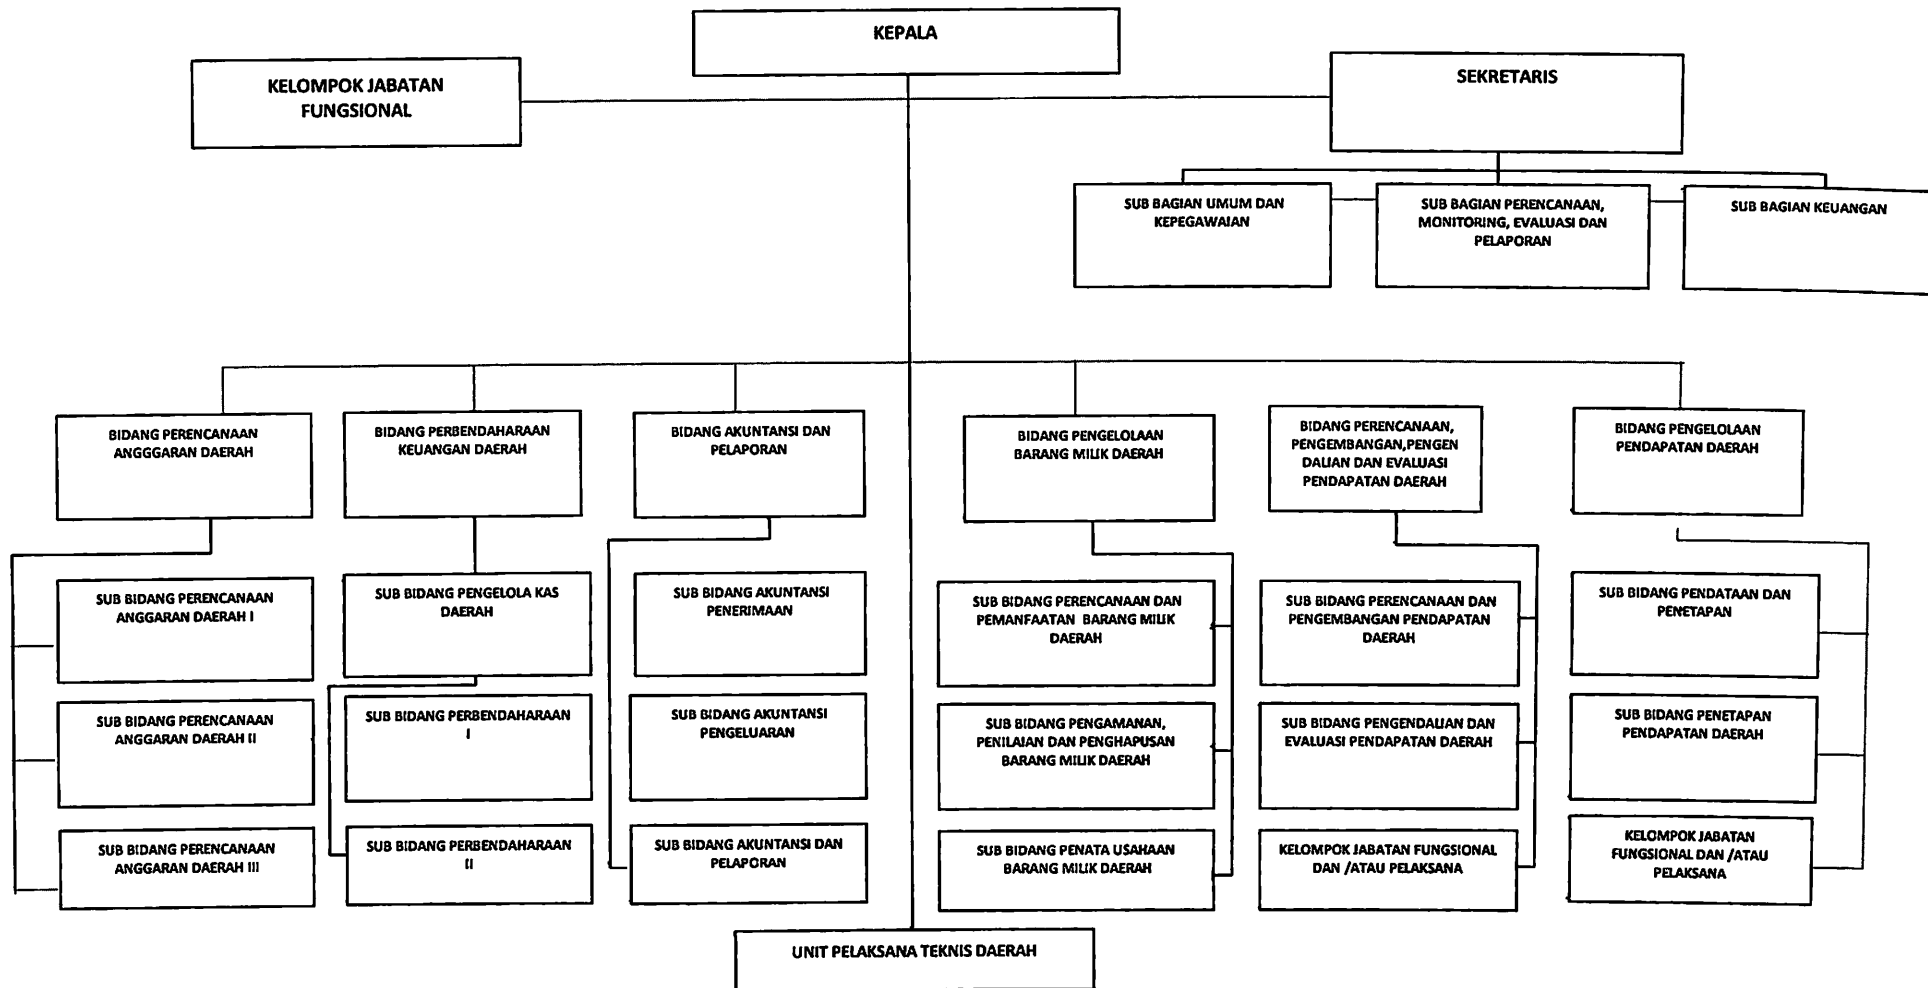 KEPALA
KELOMPOK JABATAN
FUNGSIONAL
SEKRETARIS
SUB BAGIAN UMUM DAN
KEPEGAWAIAN
SUB BAGIAN PERENCANAAN,
MONITORING, EVALUASI DAN
PELAPORAN
SUB BAGIAN KEUANGAN
BIDANG PERENCANAAN
ANGGGARAN DAERAH
BIDANG PERBENDAHARAAN
KEUANGAN DAERAH
BIDANG AKUNTANSI DAN
PELAPORAN
BIDANG PENGELOLAAN
BARANG MILIK DAERAH
BIDANG PERENCANAAN,
PENGEMBANGAN,PENGEN
DALIAN DAN EVALUASI
PENDAPATAN DAERAH
BIDANG PENGELOLAAN
PENDAPATAN DAERAH
SUB BIDANG PERENCANAAN
ANGGARAN DAERAH I
SUB BIDANG PENGELOLA KAS
DAERAH
SUB BIDANG AKUNTANSI
PENERIMAAN
SUB BIDANG PERENCANAAN DAN
PEMANFAATAN BARANG MILIK
DAERAH
SUB BIDANG PERENCANAAN DAN
PENGEMBANGAN PENDAPATAN
DAERAH
SUB BIDANG PENDATAAN DAN
PENETAPAN
SUB BIDANG PERENCANAAN
ANGGARAN DAERAH II
SUB BIDANG PERBENDAHARAAN
I
SUB BIDANG AKUNTANSI
PENGELUARAN
SUB BIDANG PENGAMANAN,
PENILAIAN DAN PENGHAPUSAN
BARANG MILIK DAERAH
SUB BIDANG PENGENDALIAN DAN
EVALUASI PENDAPATAN DAERAH
SUB BIDANG PENETAPAN
PENDAPATAN DAERAH
SUB BIDANG PERENCANAAN
ANGGARAN DAERAH III
SUB BIDANG PERBENDAHARAAN
II
SUB BIDANG AKUNTANSI DAN
PELAPORAN
SUB BIDANG PENATA USAHAAN
BARANG MILIK DAERAH
KELOMPOK JABATAN FUNGSIONAL
DAN /ATAU PELAKSANA
KELOMPOK JABATAN
FUNGSIONAL DAN /ATAU
PELAKSANA
UNIT PELAKSANA TEKNIS DAERAH